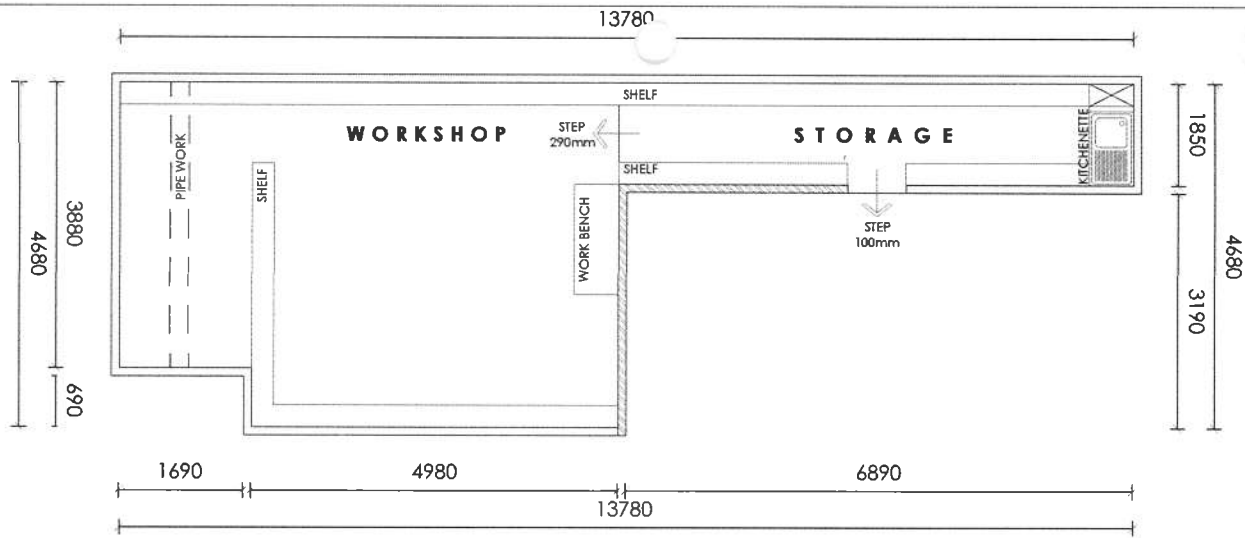 13780
SHELF
WORKSHOP
STEP
290mm
STORAGE
KITCHENETTE
1850
PIPE WORK
SHELF
SHELF
3880
4680
WORK BENCH
STEP
100mm
4680
3190
690
1690
4980
6890
13780